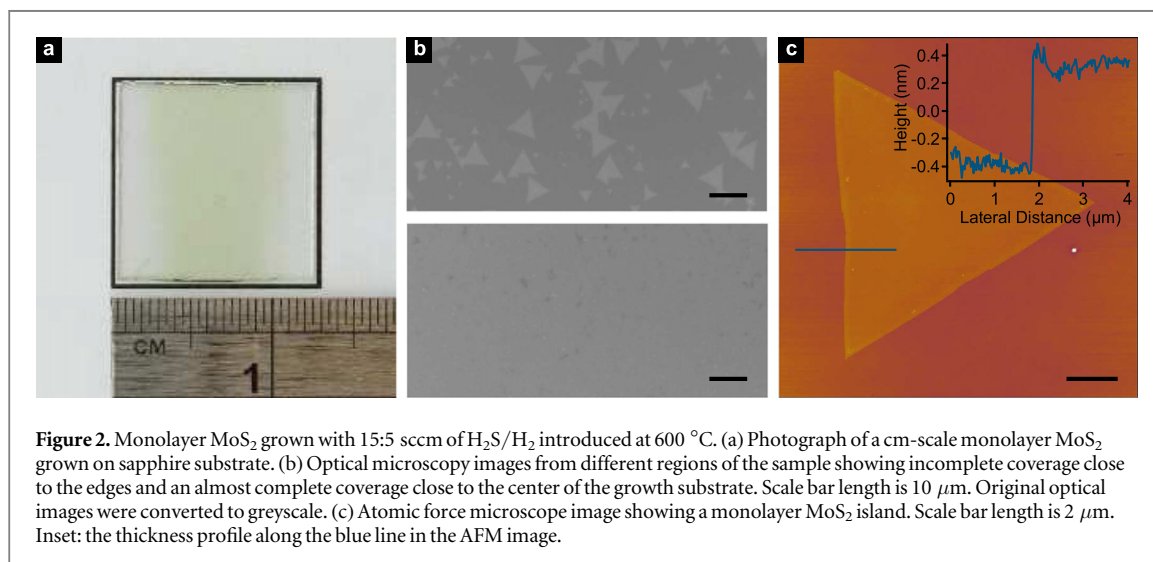 a
CM
1
b
c
Height (nm)
0.4
0.2
0.0
-0.2
-0.4
0 1 2 3 4
Lateral Distance (µm)
Figure 2. Monolayer MoS₂ grown with 15:5 sccm of H₂S/H₂ introduced at 600 °C. (a) Photograph of a cm-scale monolayer MoS₂
grown on sapphire substrate. (b) Optical microscopy images from different regions of the sample showing incomplete coverage close
to the edges and an almost complete coverage close to the center of the growth substrate. Scale bar length is 10 µm. Original optical
images were converted to greyscale. (c) Atomic force microscope image showing a monolayer MoS₂ island. Scale bar length is 2 µm.
Inset: the thickness profile along the blue line in the AFM image.